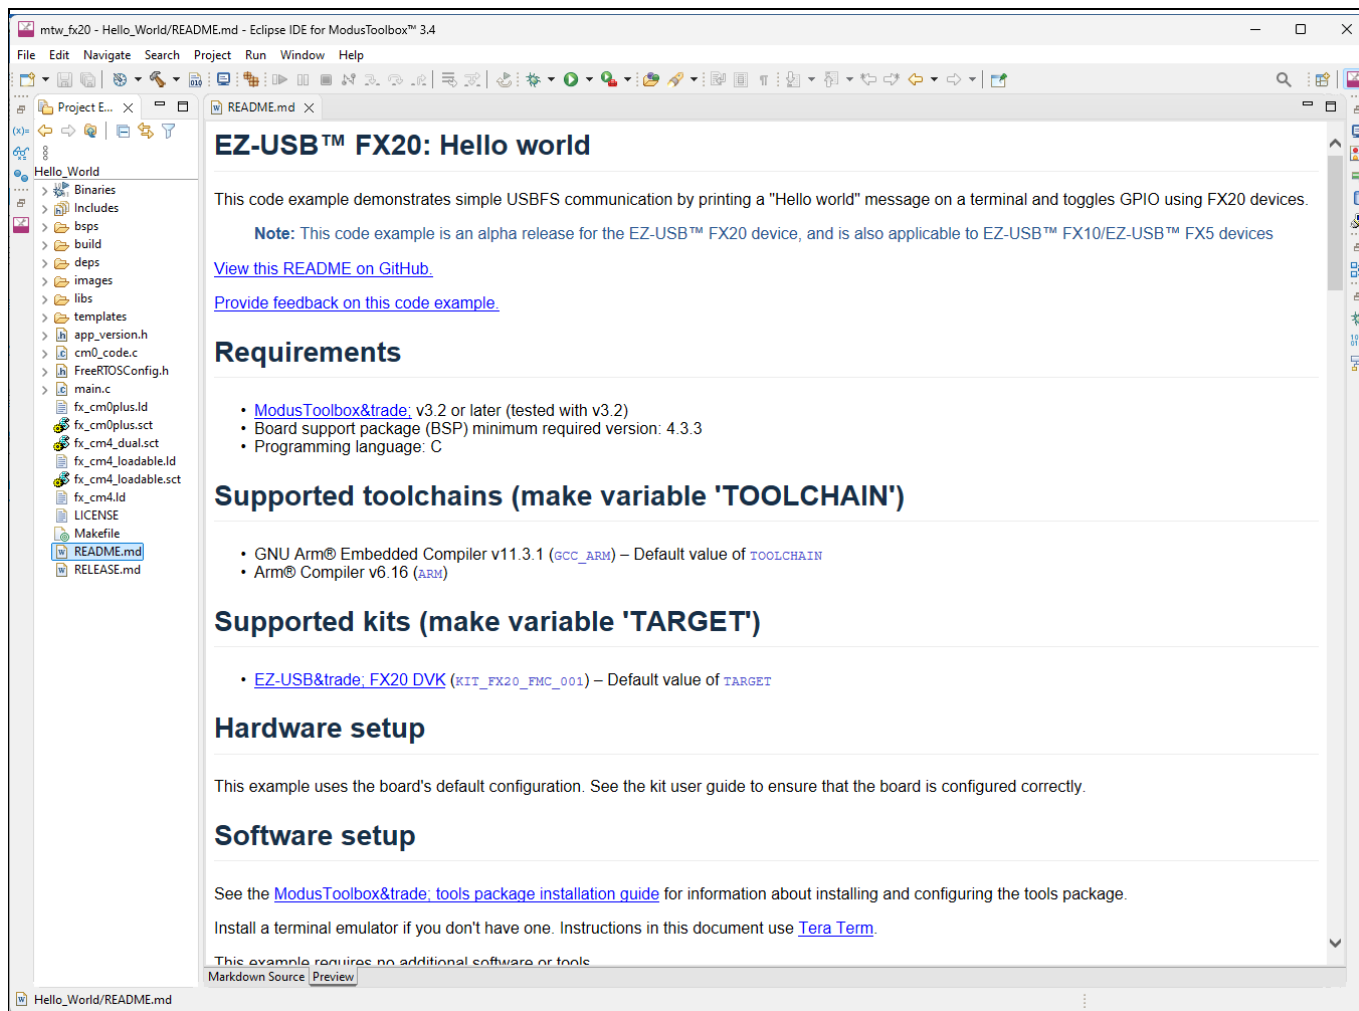 mtw_fx20 - Hello_World/README.md - Eclipse IDE for ModusToolbox™ 3.4
File Edit Navigate Search Project Run Window Help
Project E...
README.md
Hello_World
Binaries
Includes
bsps
build
deps
images
libs
templates
app_version.h
cm0_code.c
FreeRTOSConfig.h
main.c
fx_cm0plus.ld
fx_cm0plus.sct
fx_cm4_dual.sct
fx_cm4_loadable.ld
fx_cm4_loadable.sct
fx_cm4.ld
LICENSE
Makefile
README.md
RELEASE.md
EZ-USB™ FX20: Hello world
This code example demonstrates simple USBFS communication by printing a "Hello world" message on a terminal and toggles GPIO using FX20 devices.
Note: This code example is an alpha release for the EZ-USB™ FX20 device, and is also applicable to EZ-USB™ FX10/EZ-USB™ FX5 devices
View this README on GitHub.
Provide feedback on this code example.
Requirements
• ModusToolbox&trade; v3.2 or later (tested with v3.2)
• Board support package (BSP) minimum required version: 4.3.3
• Programming language: C
Supported toolchains (make variable 'TOOLCHAIN')
• GNU Arm® Embedded Compiler v11.3.1 (GCC_ARM) – Default value of TOOLCHAIN
• Arm® Compiler v6.16 (ARM)
Supported kits (make variable 'TARGET')
• EZ-USB&trade; FX20 DVK (KIT_FX20_FMC_001) – Default value of TARGET
Hardware setup
This example uses the board's default configuration. See the kit user guide to ensure that the board is configured correctly.
Software setup
See the ModusToolbox&trade; tools package installation guide for information about installing and configuring the tools package.
Install a terminal emulator if you don't have one. Instructions in this document use Tera Term.
This example requires no additional software or tools.
Markdown Source Preview
Hello_World/README.md